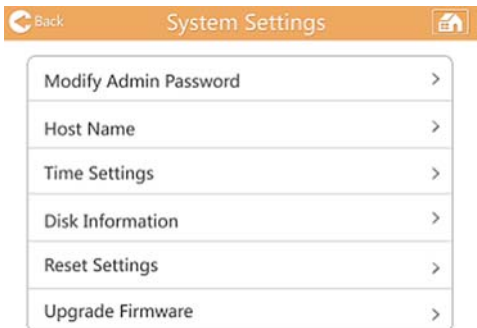 Back System Settings
Modify Admin Password
Host Name
Time Settings
Disk Information
Reset Settings
Upgrade Firmware